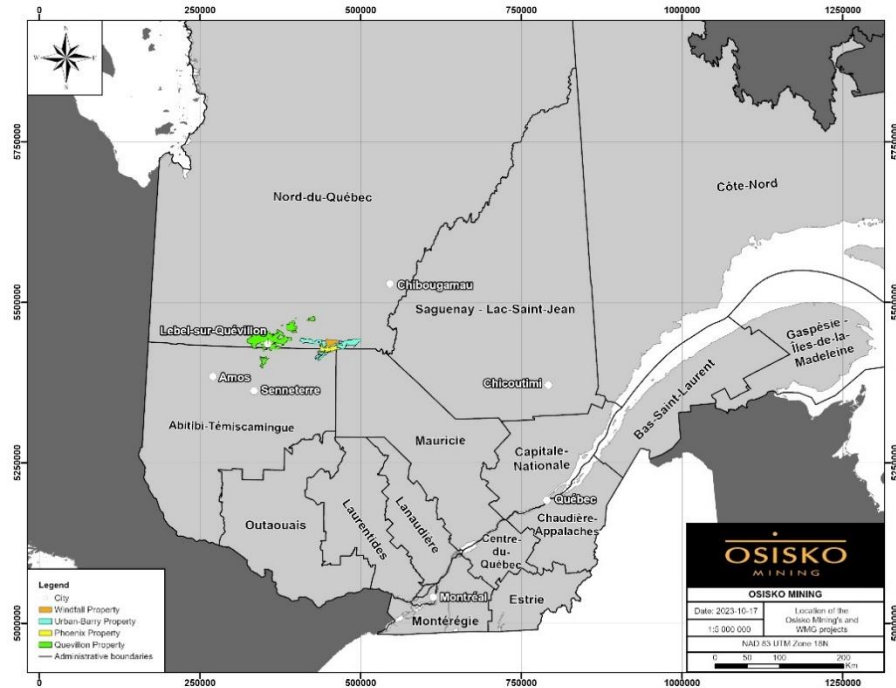 0 250000 500000 750000 1000000 1250000
N
W E
S
5750000 5750000
Nord-du-Québec
Côte-Nord
Chibougamau
Saguenay - Lac-Saint-Jean
5500000 5500000
Lebel-sur-Quévillon
Gaspésie -
Îles-de-la-
Madeleine
Amos
Senneterre
Chicoutimi
Bas-Saint-Laurent
Abitibi-Témiscamingue
Mauricie
Capitale-
Nationale
5250000 5250000
Québec
Chaudière-
Appalaches
Outaouais
Laurentides
Lanaudière
Centre-
du-
Québec
Montréal
Estrie
Montérégie
5000000 5000000
Legend
City
Windfall Property
Urban-Barry Property
Phoenix Property
Quevillon Property
Administrative boundaries
OSISKO
MINING
OSISKO MINING
Date: 2023-10-17
1:5 000 000
Location of the
Osisko Mining's and
WMG projects
NAD 83 UTM Zone 18N
0 50 100 200
Km
0 250000 500000 750000 1000000 1250000